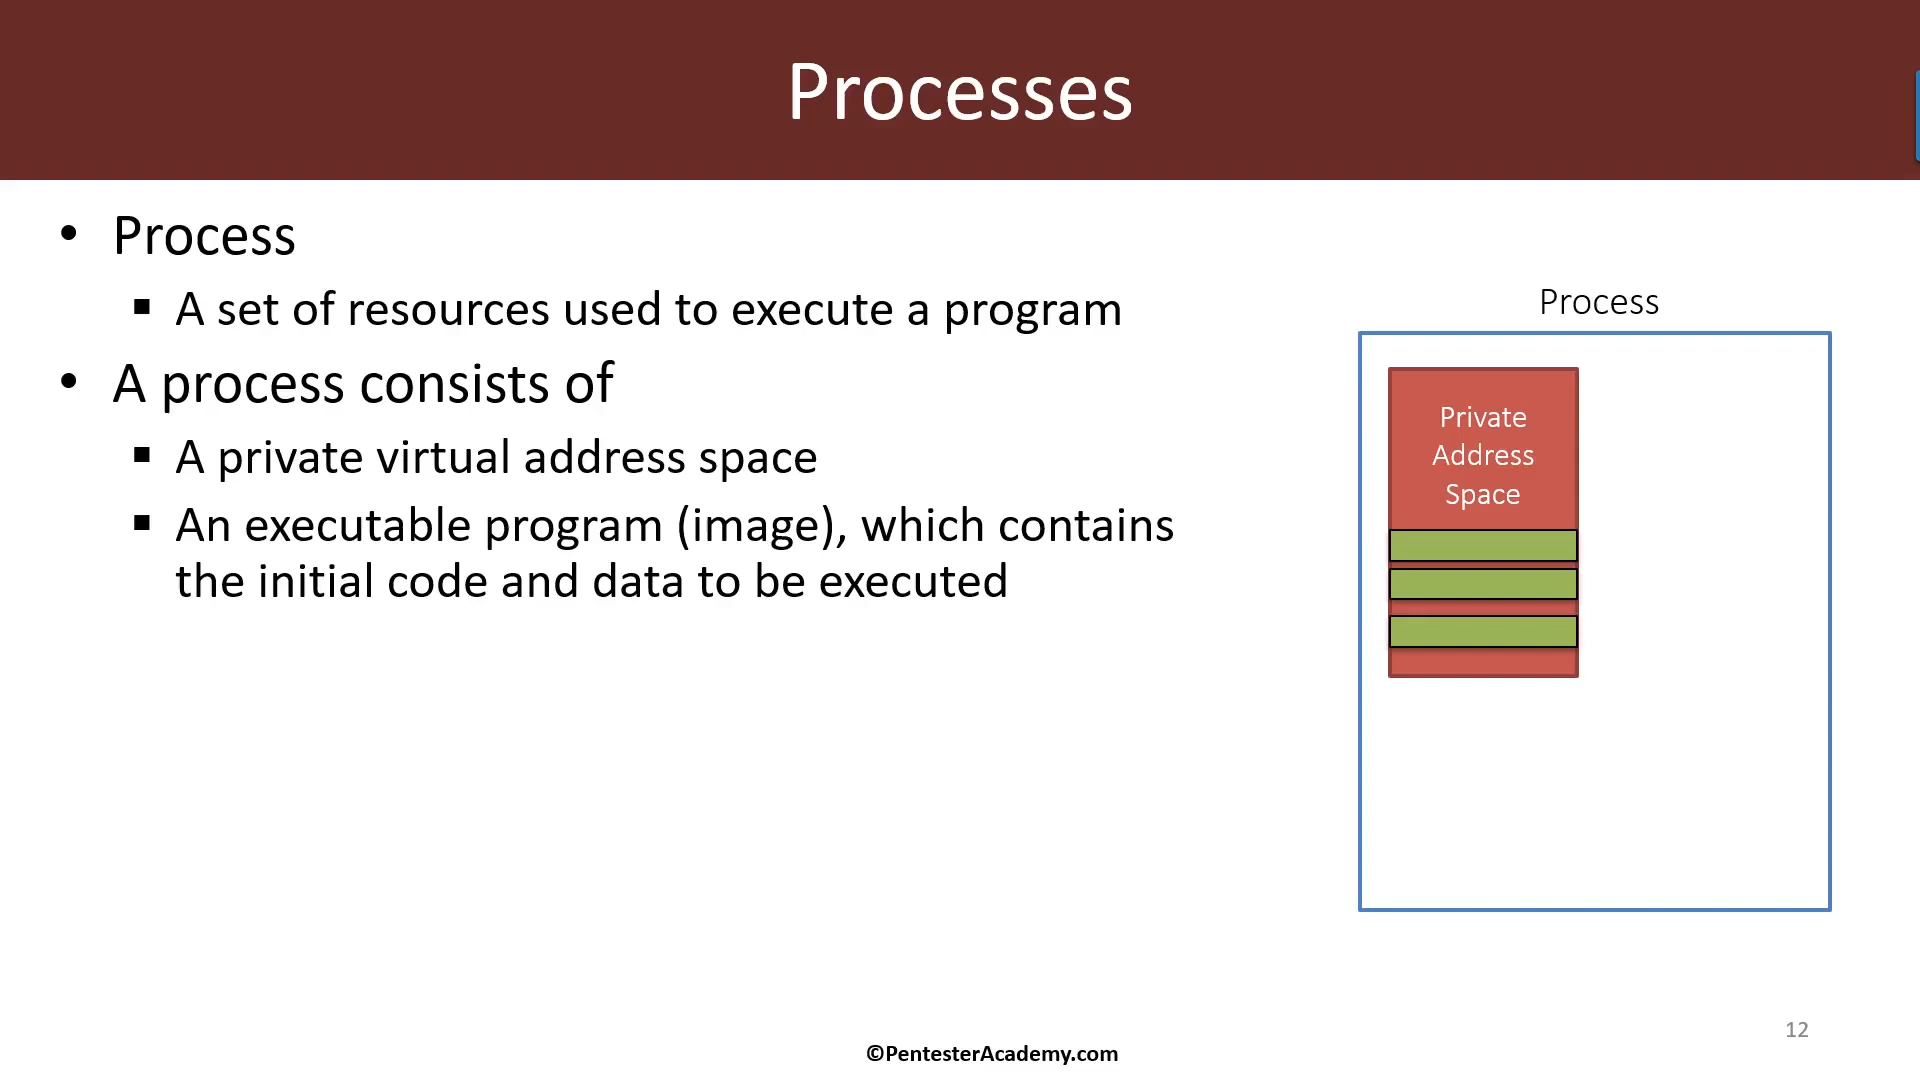 Processes
• Process
▪ A set of resources used to execute a program
• A process consists of
▪ A private virtual address space
▪ An executable program (image), which contains
the initial code and data to be executed
Process
Private
Address
Space
12
©PentesterAcademy.com